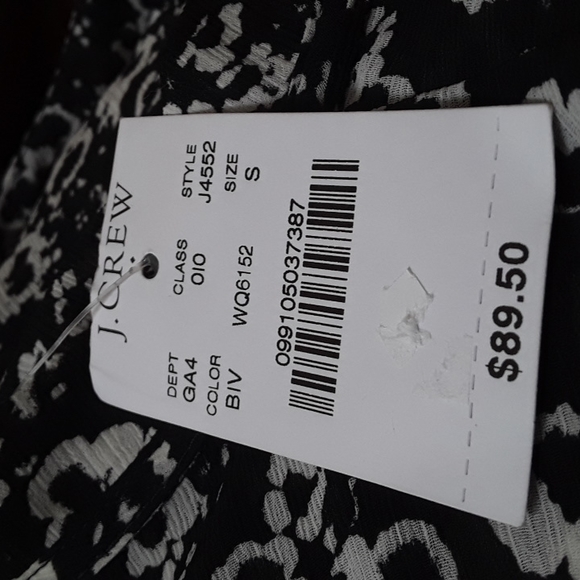 J.CREW
DEPT CLASS STYLE
GA4 010 J4552
COLOR SIZE
BIV WQ6152 S
099105037387
$89.50